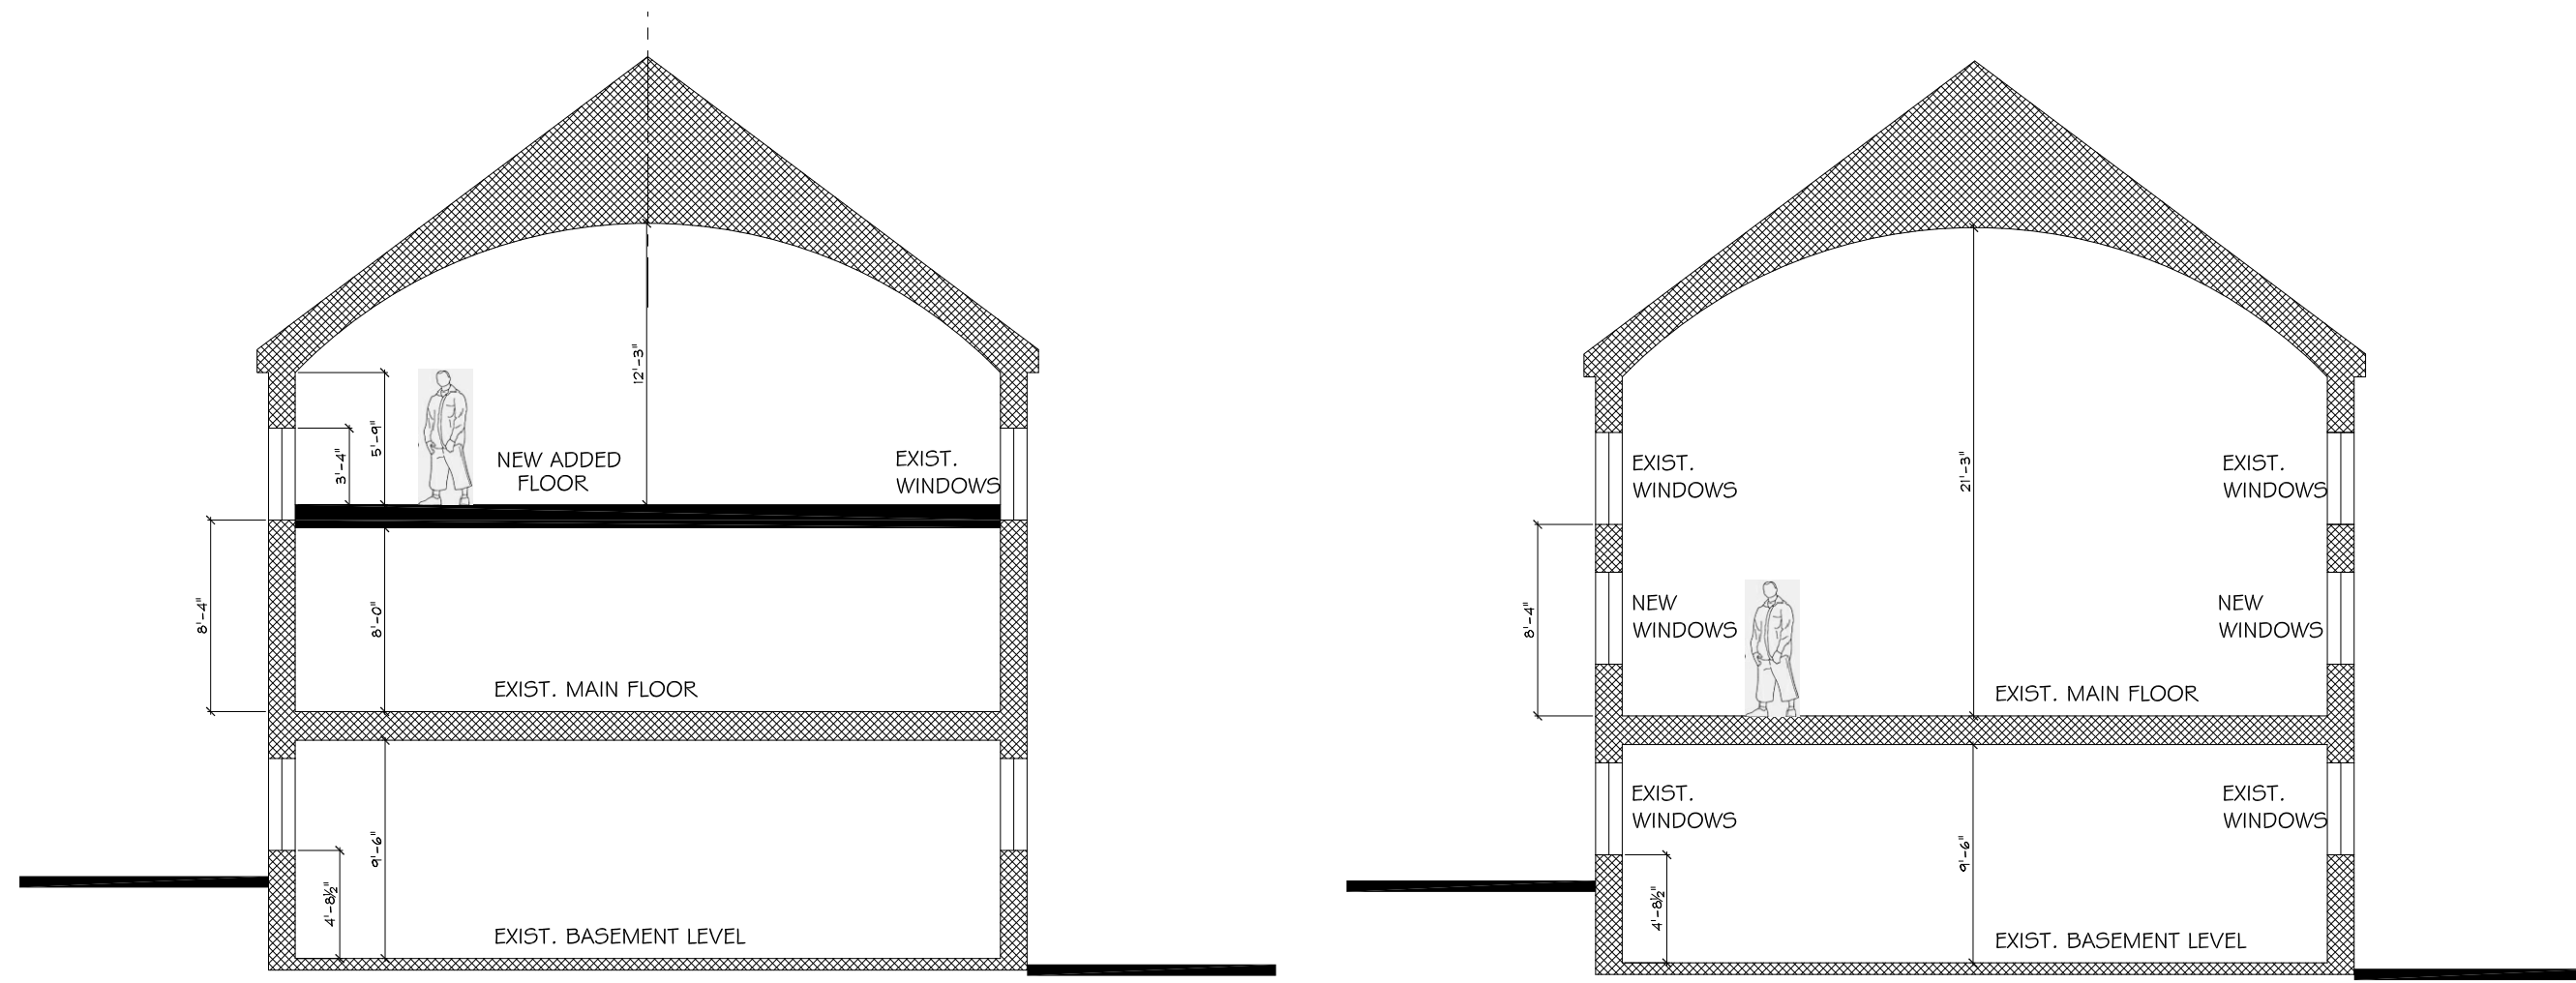 12'-3"
5'-9"
3'-4"
NEW ADDED
FLOOR
EXIST.
WINDOWS
8'-4"
8'-0"
EXIST. MAIN FLOOR
9'-6"
4'-8½"
EXIST. BASEMENT LEVEL
21'-3"
EXIST.
WINDOWS
EXIST.
WINDOWS
8'-4"
NEW
WINDOWS
NEW
WINDOWS
EXIST. MAIN FLOOR
EXIST.
WINDOWS
EXIST.
WINDOWS
9'-6"
4'-8½"
EXIST. BASEMENT LEVEL